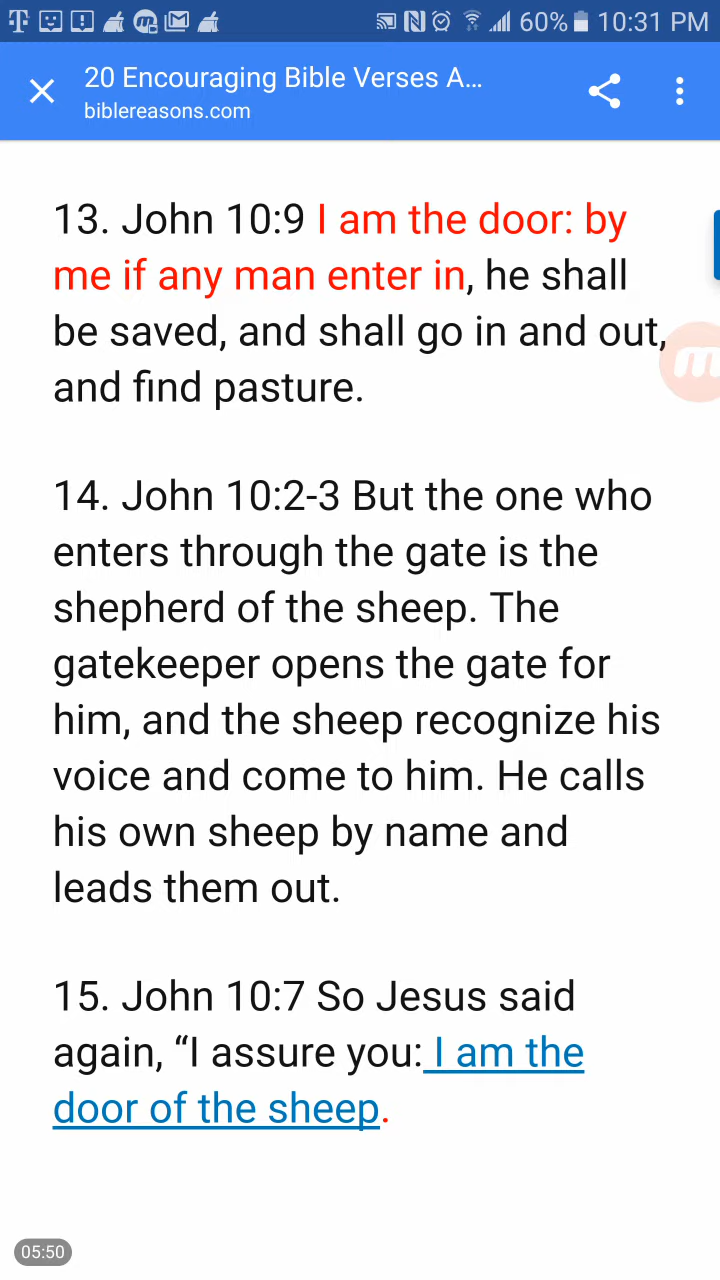 60% 10:31 PM
20 Encouraging Bible Verses A...
biblereasons.com
13. John 10:9 I am the door: by
me if any man enter in, he shall
be saved, and shall go in and out,
and find pasture.
14. John 10:2-3 But the one who
enters through the gate is the
shepherd of the sheep. The
gatekeeper opens the gate for
him, and the sheep recognize his
voice and come to him. He calls
his own sheep by name and
leads them out.
15. John 10:7 So Jesus said
again, “I assure you: I am the
door of the sheep.
05:50